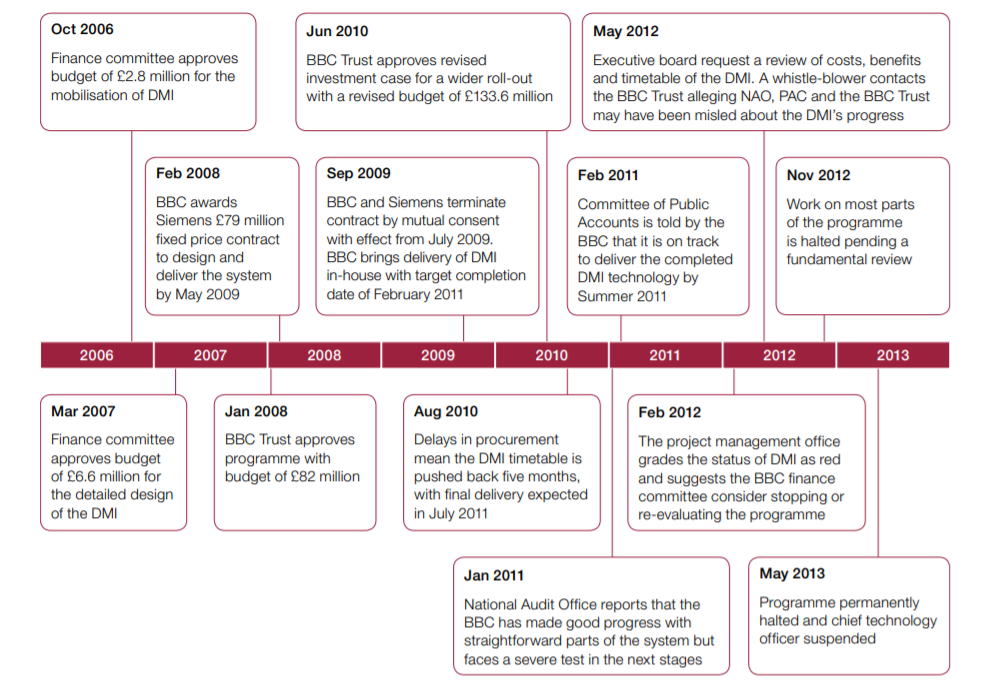 Oct 2006
Finance committee approves
budget of £2.8 million for the
mobilisation of DMI
Jun 2010
BBC Trust approves revised
investment case for a wider roll-out
with a revised budget of £133.6 million
May 2012
Executive board request a review of costs, benefits
and timetable of the DMI. A whistle-blower contacts
the BBC Trust alleging NAO, PAC and the BBC Trust
may have been misled about the DMI's progress
Feb 2008
BBC awards
Siemens £79 million
fixed price contract
to design and
deliver the system
by May 2009
Sep 2009
BBC and Siemens terminate
contract by mutual consent
with effect from July 2009.
BBC brings delivery of DMI
in-house with target completion
date of February 2011
Feb 2011
Committee of Public
Accounts is told by the
BBC that it is on track
to deliver the completed
DMI technology by
Summer 2011
Nov 2012
Work on most parts
of the programme
is halted pending a
fundamental review
2006 2007 2008 2009 2010 2011 2012 2013
Mar 2007
Finance committee
approves budget
of £6.6 million for
the detailed design
of the DMI
Jan 2008
BBC Trust approves
programme with
budget of £82 million
Aug 2010
Delays in procurement
mean the DMI timetable is
pushed back five months,
with final delivery expected
in July 2011
Feb 2012
The project management office
grades the status of DMI as red
and suggests the BBC finance
committee consider stopping or
re-evaluating the programme
Jan 2011
National Audit Office reports that the
BBC has made good progress with
straightforward parts of the system but
faces a severe test in the next stages
May 2013
Programme permanently
halted and chief technology
officer suspended